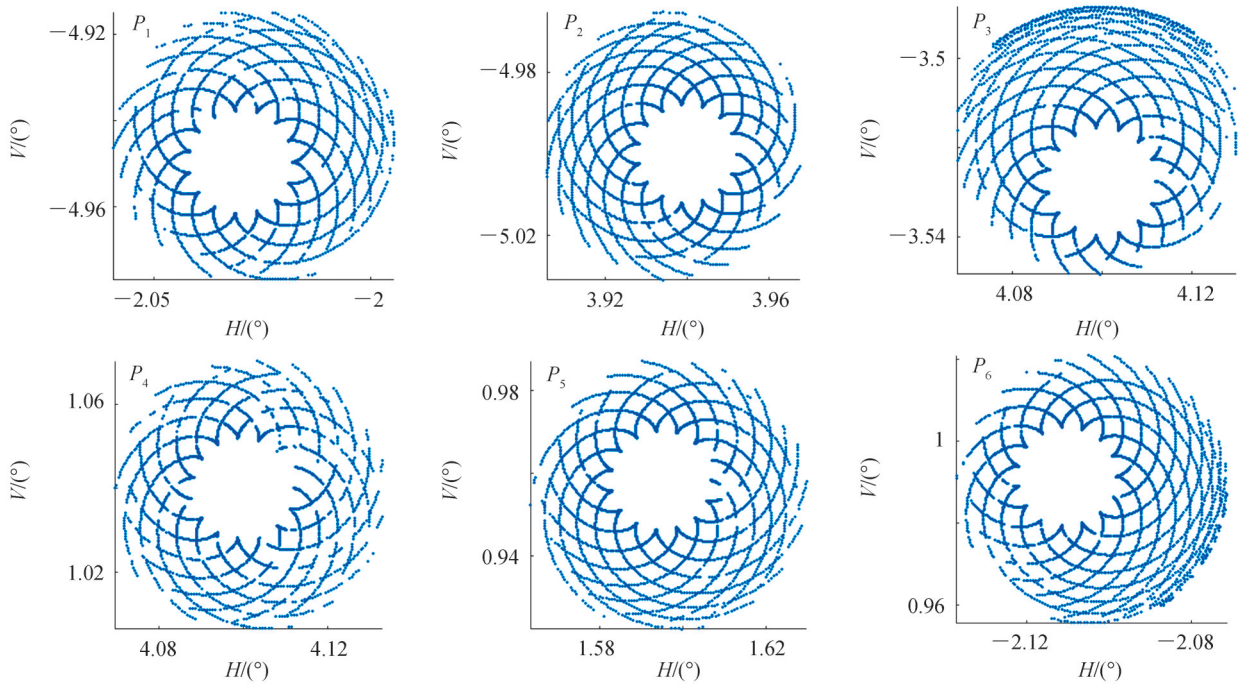 P1
−4.92
−4.96
V/(°)
−2.05
−2
H/(°)
P2
−4.98
−5.02
V/(°)
3.92
3.96
H/(°)
P3
−3.5
−3.54
V/(°)
4.08
4.12
H/(°)
P4
1.06
1.02
V/(°)
4.08
4.12
H/(°)
P5
0.98
0.94
V/(°)
1.58
1.62
H/(°)
P6
1
0.96
V/(°)
−2.12
−2.08
H/(°)